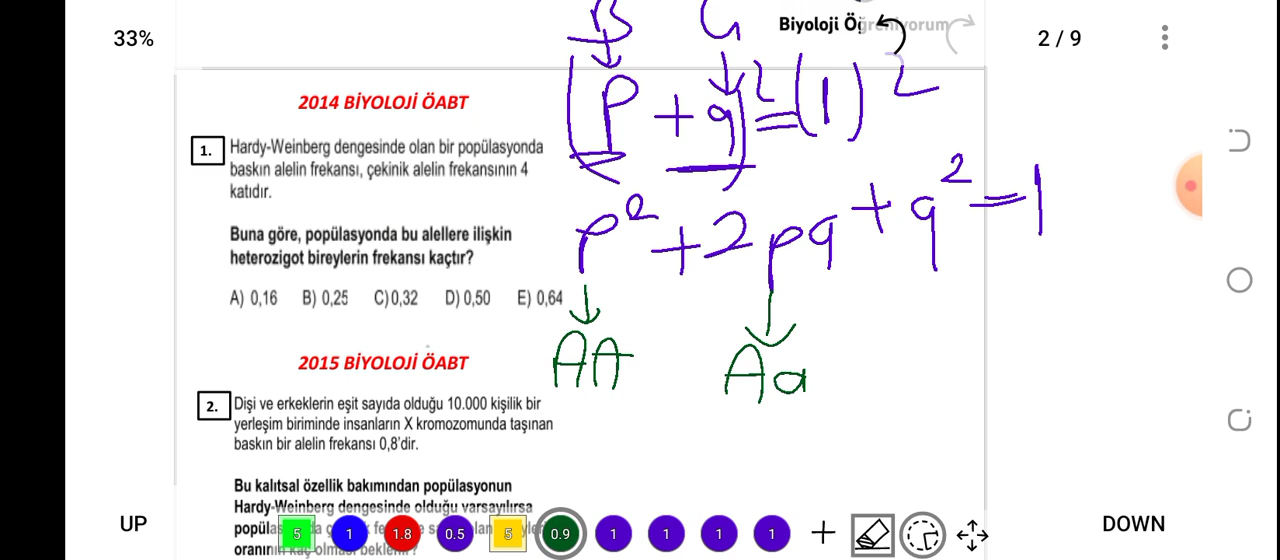 33%
Biyoloji Öğreniyorum
2 / 9
B Ç
(p + q)² = (1)²
2014 BİYOLOJİ ÖABT
1. Hardy-Weinberg dengesinde olan bir popülasyonda
baskın alelin frekansı, çekinik alelin frekansının 4
katıdır.
p² + 2pq + q² = 1
Buna göre, popülasyonda bu alellere ilişkin
heterozigot bireylerin frekansı kaçtır?
A) 0,16 B) 0,25 C) 0,32 D) 0,50 E) 0,64
AA Aa
2015 BİYOLOJİ ÖABT
2. Dişi ve erkeklerin eşit sayıda olduğu 10.000 kişilik bir
yerleşim biriminde insanların X kromozomunda taşınan
baskın bir alelin frekansı 0,8'dir.
Bu kalıtsal özellik bakımından popülasyonun
Hardy-Weinberg dengesinde olduğu varsayılırsa
UP
5 1 1.8 0.5 5 0.9 1 1 1 1 +
DOWN